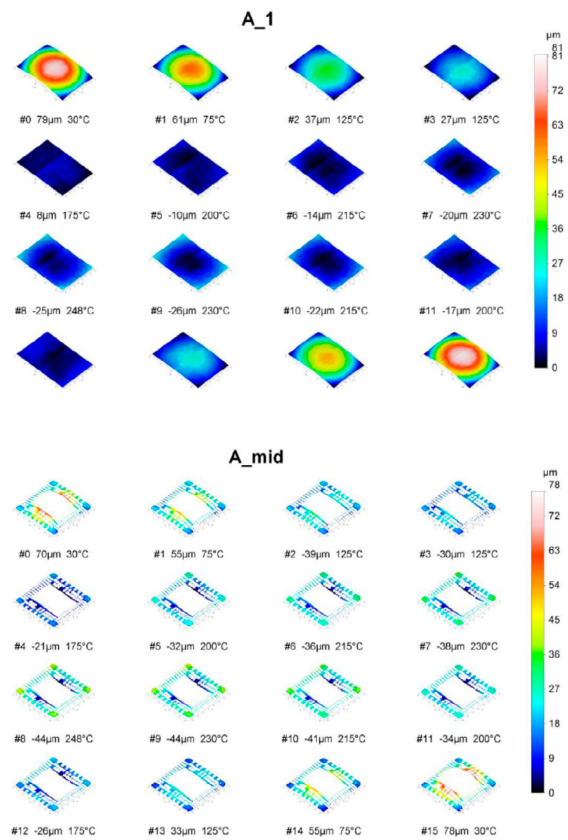 A_1
µm
81
81
72
63
54
45
36
27
18
9
0
#0 79µm 30°C
#1 61µm 75°C
#2 37µm 125°C
#3 27µm 125°C
#4 8µm 175°C
#5 -10µm 200°C
#6 -14µm 215°C
#7 -20µm 230°C
#8 -25µm 248°C
#9 -26µm 230°C
#10 -22µm 215°C
#11 -17µm 200°C
A_mid
µm
78
72
63
54
45
36
27
18
9
0
#0 70µm 30°C
#1 55µm 75°C
#2 -39µm 125°C
#3 -30µm 125°C
#4 -21µm 175°C
#5 -32µm 200°C
#6 -36µm 215°C
#7 -38µm 230°C
#8 -44µm 248°C
#9 -44µm 230°C
#10 -41µm 215°C
#11 -34µm 200°C
#12 -26µm 175°C
#13 33µm 125°C
#14 55µm 75°C
#15 78µm 30°C